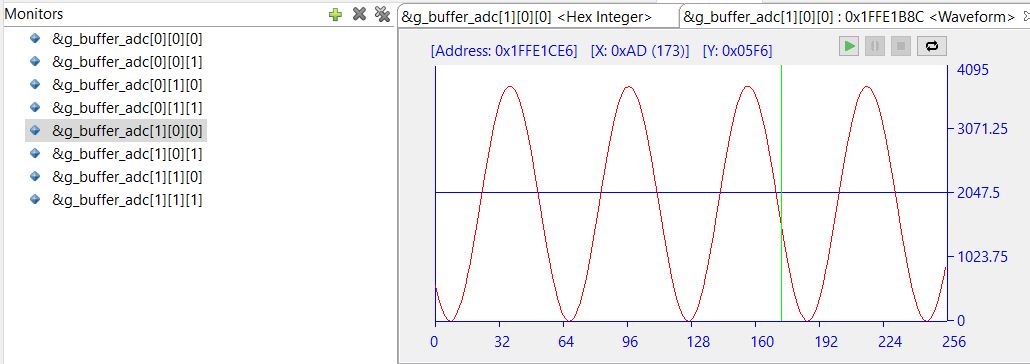 Monitors
&g_buffer_adc[0][0][0]
&g_buffer_adc[0][0][1]
&g_buffer_adc[0][1][0]
&g_buffer_adc[0][1][1]
&g_buffer_adc[1][0][0]
&g_buffer_adc[1][0][1]
&g_buffer_adc[1][1][0]
&g_buffer_adc[1][1][1]
&g_buffer_adc[1][0][0] <Hex Integer>
&g_buffer_adc[1][0][0] : 0x1FFE1B8C <Waveform>
[Address: 0x1FFE1CE6] [X: 0xAD (173)] [Y: 0x05F6]
4095
3071.25
2047.5
1023.75
0
0 32 64 96 128 160 192 224 256